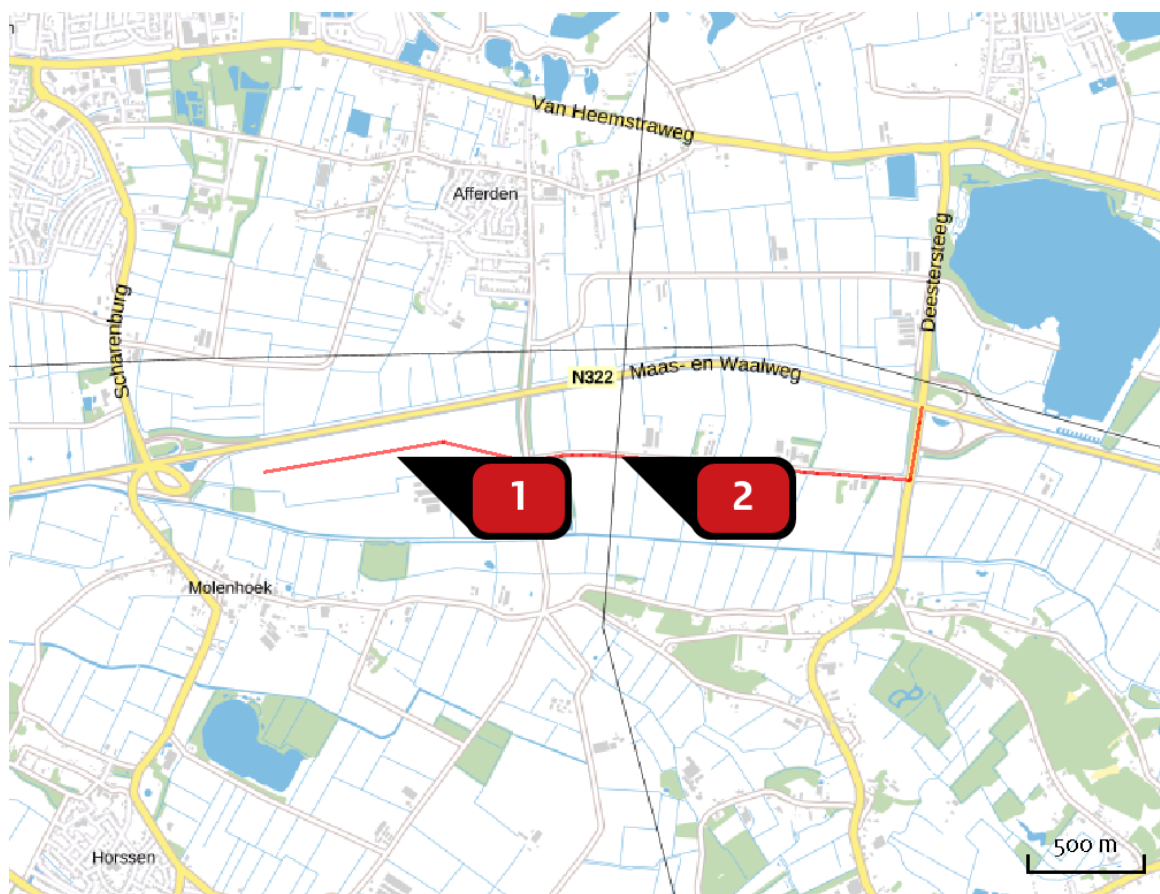 Van Heemstraweg
Afferden
Deestersteeg
Scharenburg
N322
Maas- en Waalweg
1
2
Molenhoek
Horssen
500 m